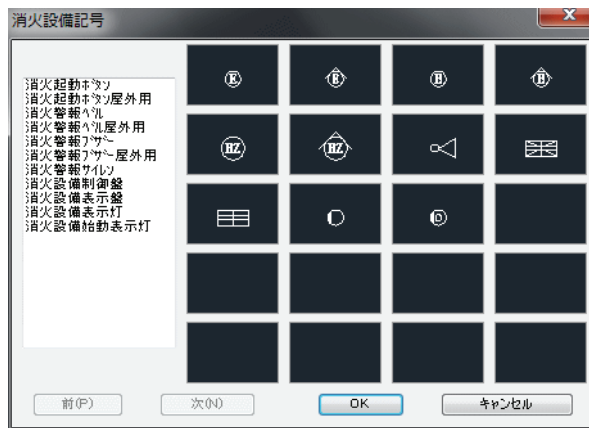 消火設備記号
消火起動ﾎﾞﾀﾝ
消火起動ﾎﾞﾀﾝ屋外用
消火警報ﾍﾞﾙ
消火警報ﾍﾞﾙ屋外用
消火警報ﾌﾞｻﾞｰ
消火警報ﾌﾞｻﾞｰ屋外用
消火警報ｻｲﾚﾝ
消火設備制御盤
消火設備表示盤
消火設備表示灯
消火設備始動表示灯
E E B B
BZ BZ
D
前(P) 次(N) OK キャンセル